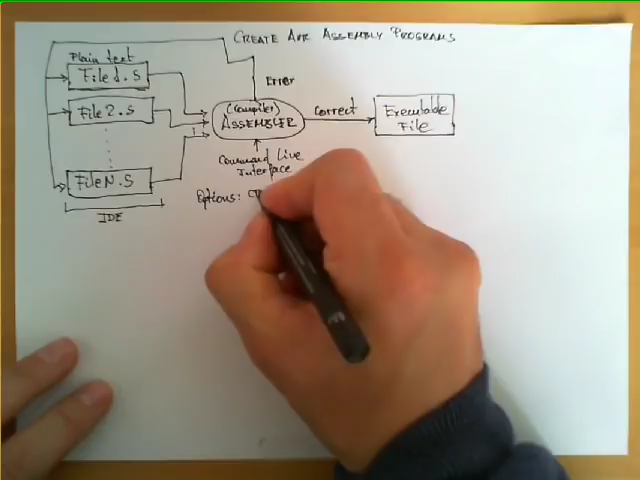 CREATE AVR ASSEMBLY PROGRAMS
Plain text
File1.S
File2.S
FileN.S
IDE
Error
(Compiler)
ASSEMBLER
Correct
Executable
File
Command Line
Interface
Options: